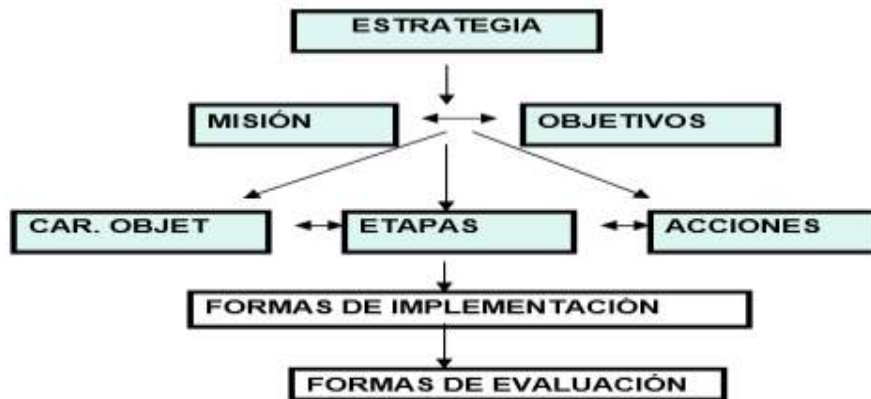 ESTRATEGIA
MISIÓN
OBJETIVOS
CAR. OBJET
ETAPAS
ACCIONES
FORMAS DE IMPLEMENTACIÓN
FORMAS DE EVALUACIÓN